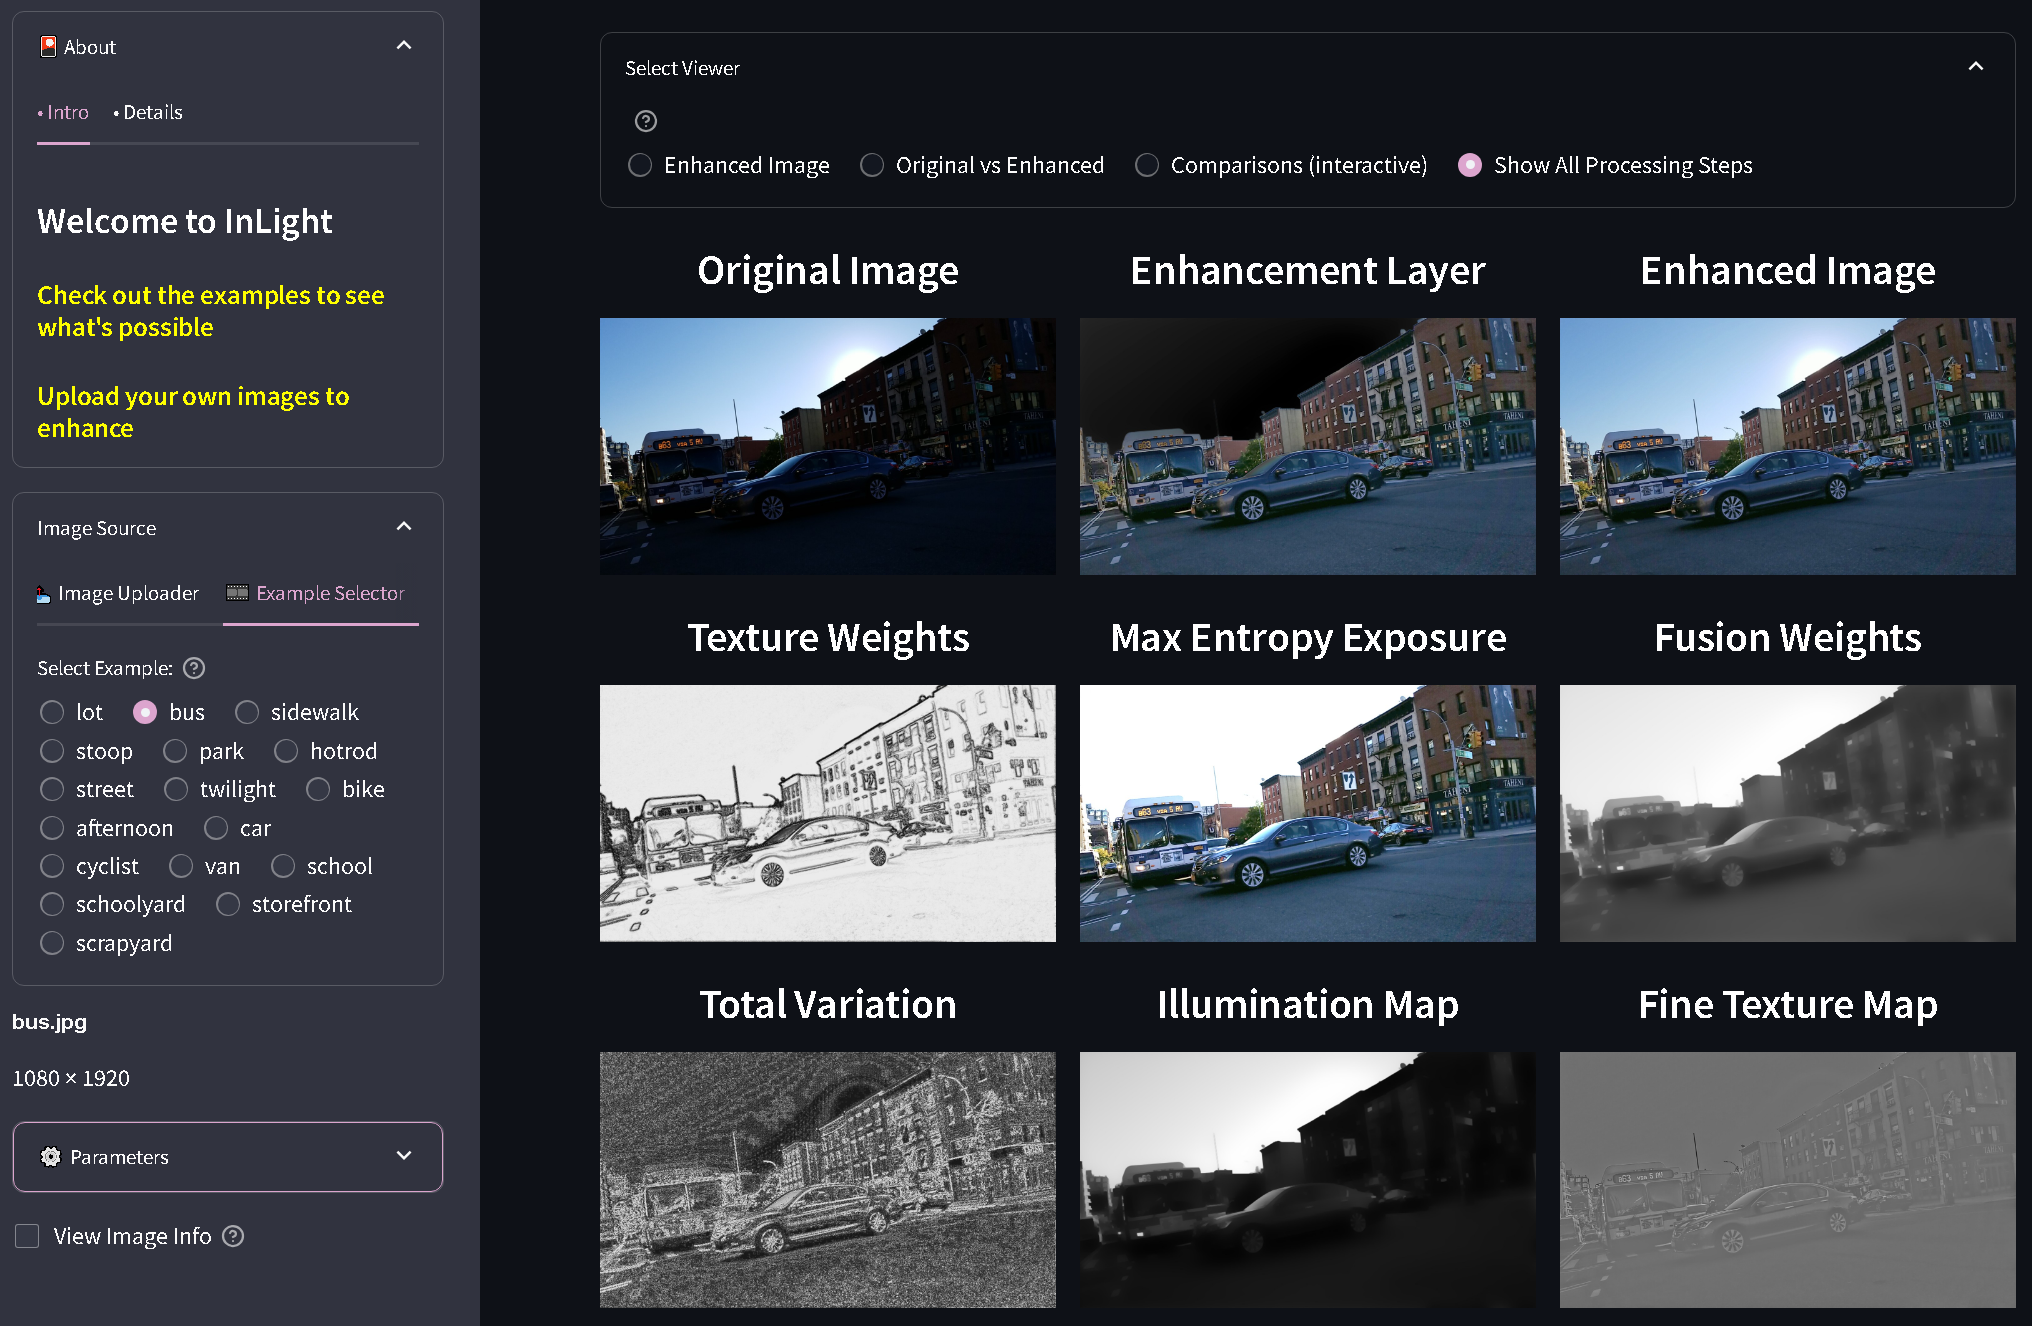 About
• Intro • Details
Welcome to InLight
Check out the examples to see
what's possible
Upload your own images to
enhance
Image Source
Image Uploader Example Selector
Select Example:
lot bus sidewalk
stoop park hotrod
street twilight bike
afternoon car
cyclist van school
schoolyard storefront
scrapyard
bus.jpg
1080 × 1920
Parameters
View Image Info
Select Viewer
Enhanced Image Original vs Enhanced Comparisons (interactive) Show All Processing Steps
Original Image Enhancement Layer Enhanced Image
Texture Weights Max Entropy Exposure Fusion Weights
Total Variation Illumination Map Fine Texture Map